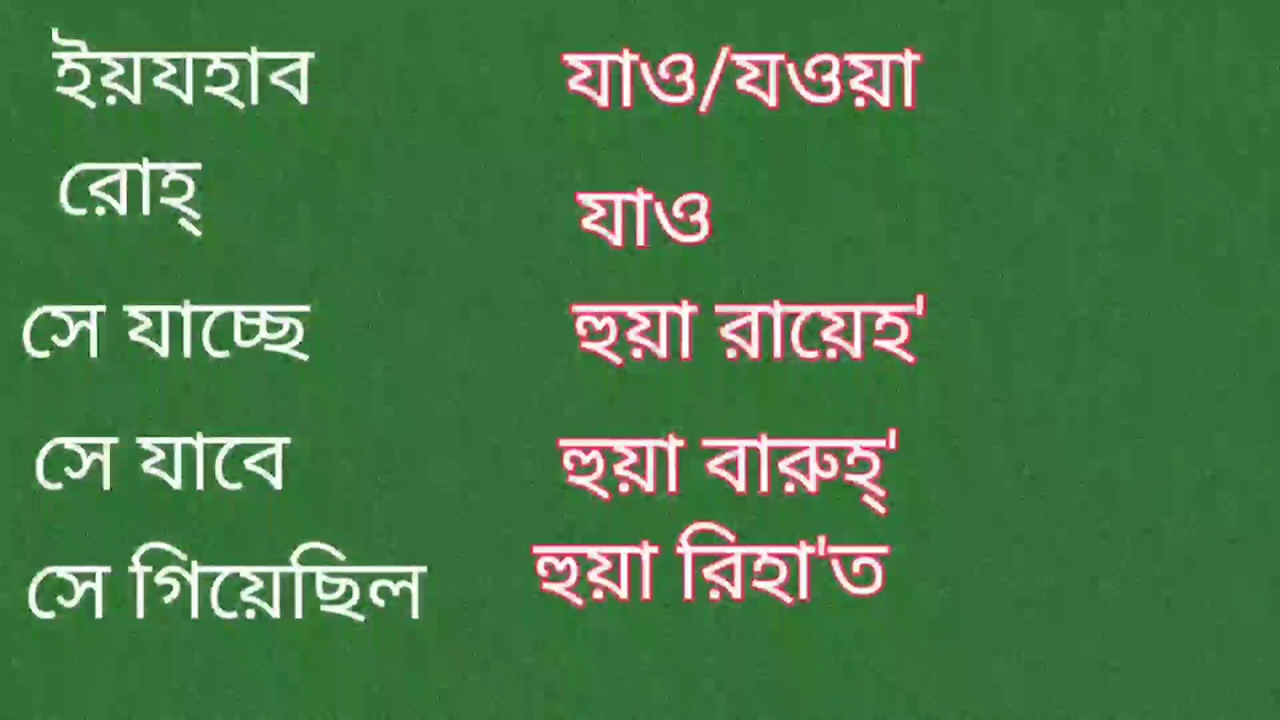 ইয়যহাব যাও/যওয়া
রোহ্ যাও
সে যাচ্ছে হুয়া রায়েহ'
সে যাবে হুয়া বারুহ্'
সে গিয়েছিল হুয়া রিহা'ত